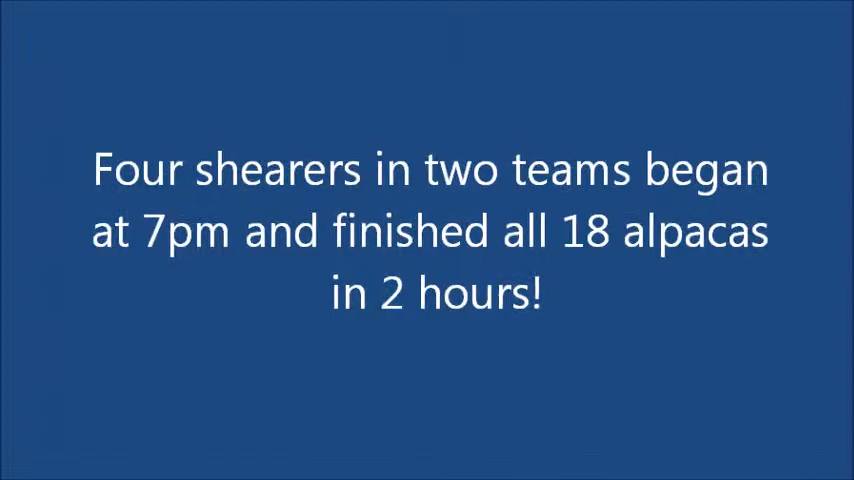 Four shearers in two teams began
at 7pm and finished all 18 alpacas
in 2 hours!